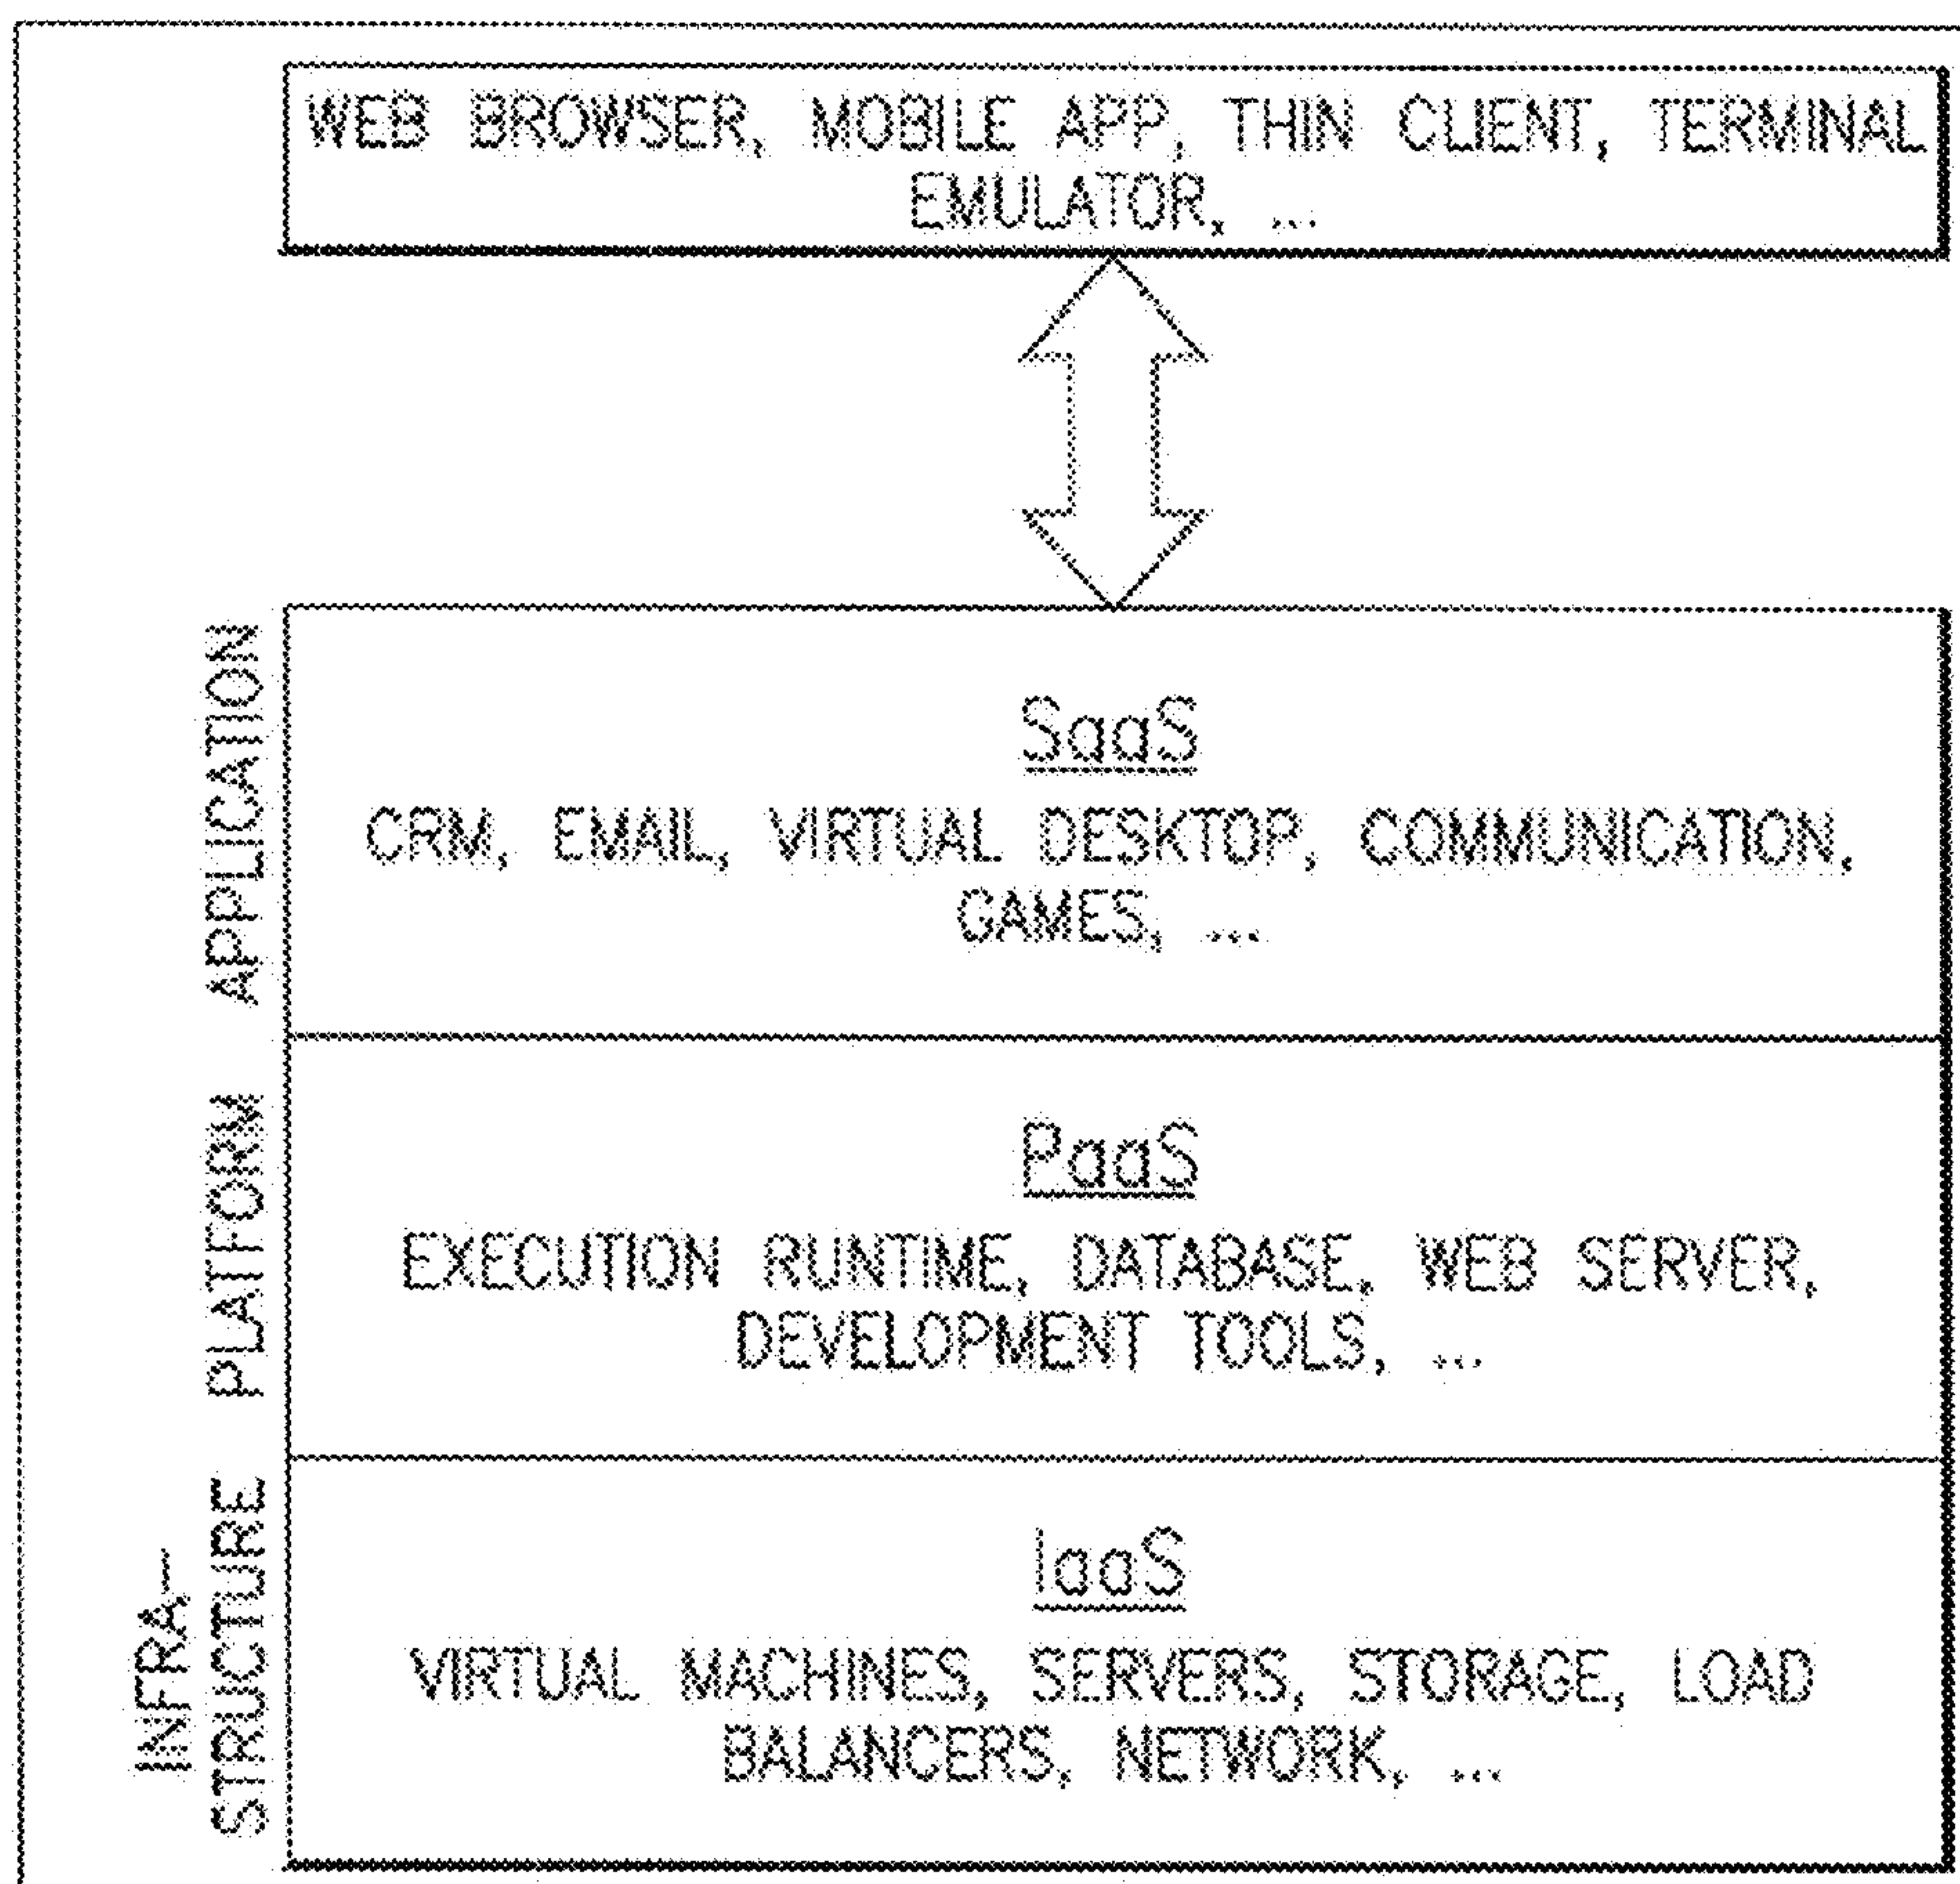 WEB BROWSER, MOBILE APP, THIN CLIENT, TERMINAL
EMULATOR, ...
APPLICATION
SaaS
CRM, EMAIL, VIRTUAL DESKTOP, COMMUNICATION,
GAMES, ...
PLATFORM
PaaS
EXECUTION RUNTIME, DATABASE, WEB SERVER,
DEVELOPMENT TOOLS, ...
INFRA-
STRUCTURE
IaaS
VIRTUAL MACHINES, SERVERS, STORAGE, LOAD
BALANCERS, NETWORK, ...